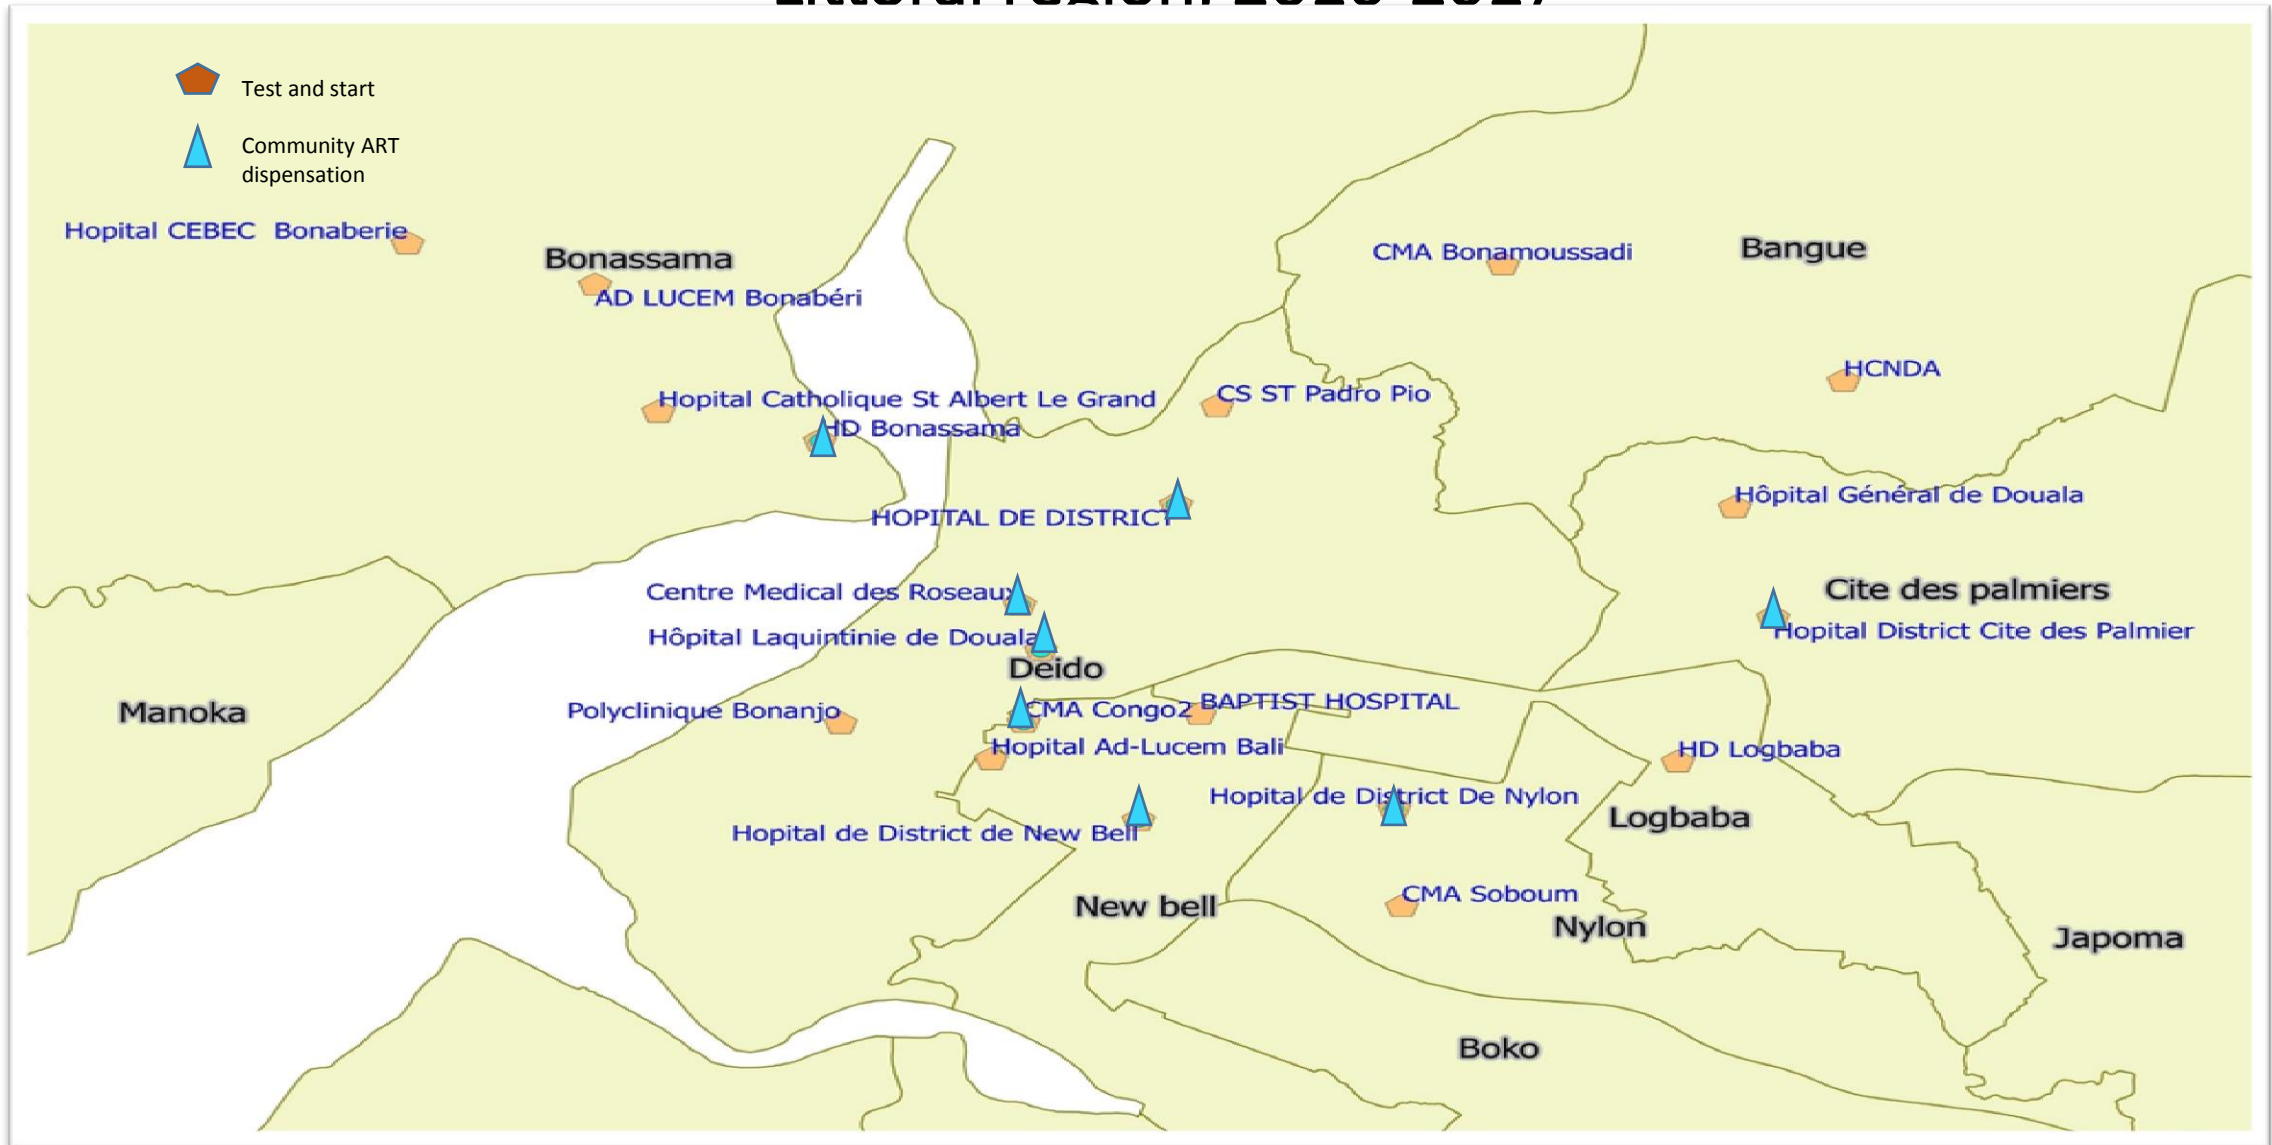 Littoral region, 2016-2017
Test and start
Community ART
dispensation
Hopital CEBEC Bonaberie
Bonassama
AD LUCEM Bonabéri
CMA Bonamoussadi
Bangue
HCNDA
Hopital Catholique St Albert Le Grand
CS ST Padro Pio
HD Bonassama
Hôpital Général de Douala
HOPITAL DE DISTRICT
Centre Medical des Roseaux
Cite des palmiers
Hôpital Laquintinie de Douala
Hopital District Cite des Palmier
Deido
Manoka
Polyclinique Bonanjo
CMA Congo2
BAPTIST HOSPITAL
Hopital Ad-Lucem Bali
HD Logbaba
Hopital de District De Nylon
Logbaba
Hopital de District de New Bell
CMA Soboum
New bell
Nylon
Japoma
Boko